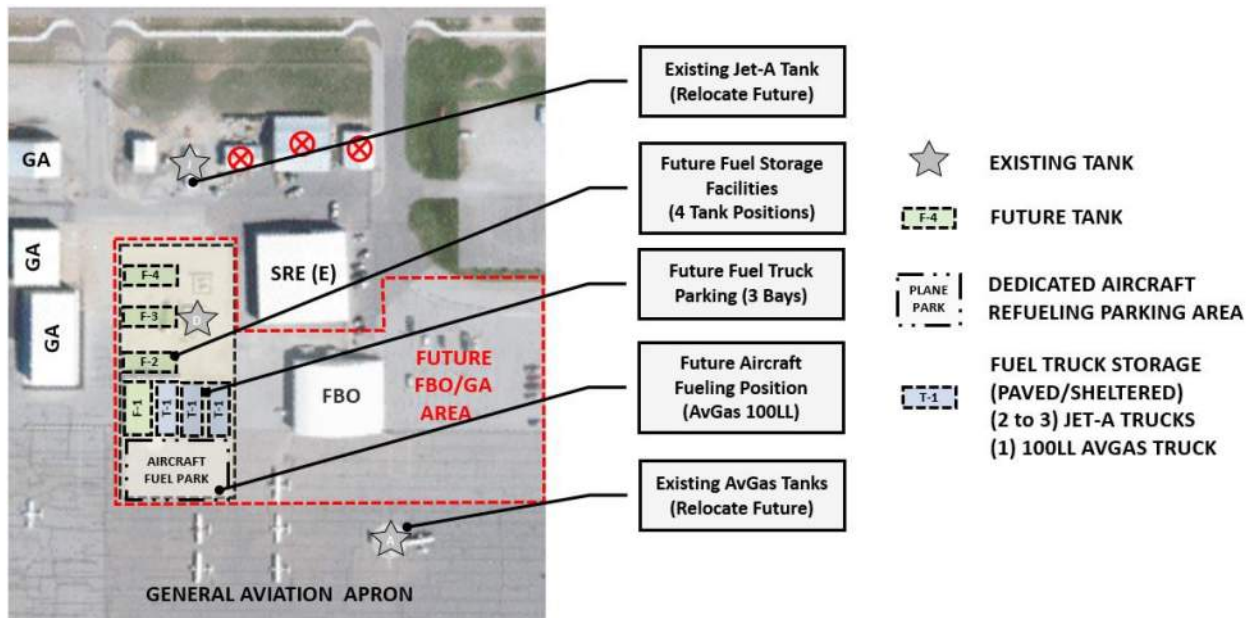 GA
GA
GA
J
SRE (E)
F-4
F-3
D
F-2
F-1
T-1
T-1
T-1
FBO
FUTURE
FBO/GA
AREA
AIRCRAFT
FUEL PARK
A
GENERAL AVIATION APRON
Existing Jet-A Tank
(Relocate Future)
Future Fuel Storage
Facilities
(4 Tank Positions)
Future Fuel Truck
Parking (3 Bays)
Future Aircraft
Fueling Position
(AvGas 100LL)
Existing AvGas Tanks
(Relocate Future)
EXISTING TANK
F-4
FUTURE TANK
PLANE
PARK
DEDICATED AIRCRAFT
REFUELING PARKING AREA
T-1
FUEL TRUCK STORAGE
(PAVED/SHELTERED)
(2 to 3) JET-A TRUCKS
(1) 100LL AVGAS TRUCK